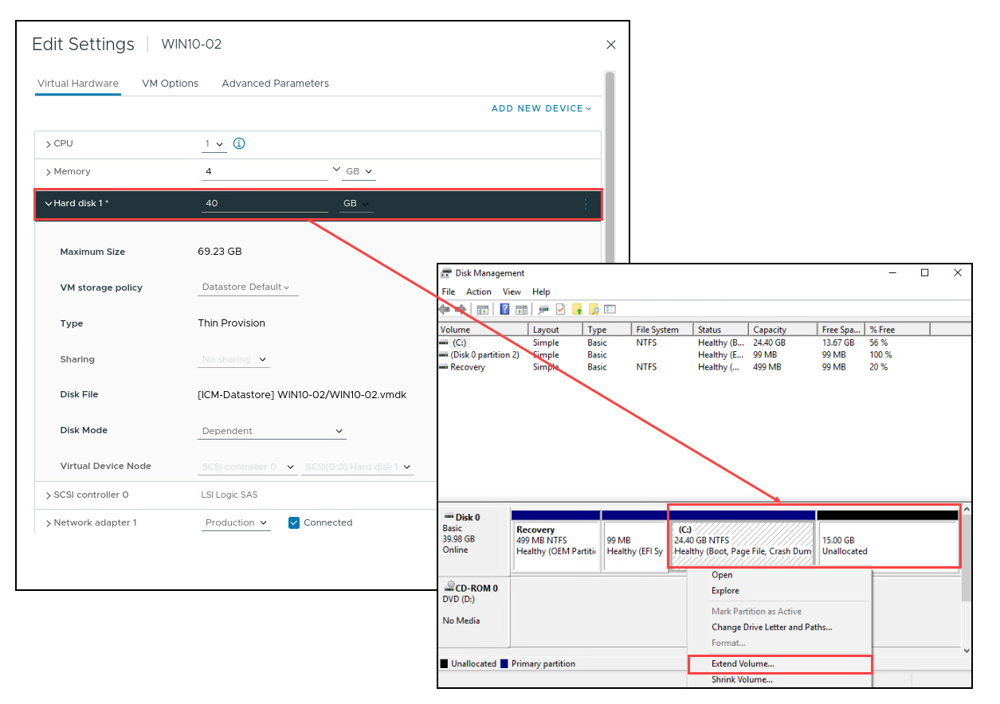 Edit Settings | WIN10-02
Virtual Hardware VM Options Advanced Parameters
ADD NEW DEVICE
CPU 1
Memory 4 GB
Hard disk 1 * 40 GB
Maximum Size 69.23 GB
VM storage policy Datastore Default
Type Thin Provision
Sharing No sharing
Disk File [ICM-Datastore] WIN10-02/WIN10-02.vmdk
Disk Mode Dependent
Virtual Device Node SCSI controller 0 SCSI(0:0) Hard disk 1
SCSI controller 0 LSI Logic SAS
Network adapter 1 Production Connected
Disk Management
File Action View Help
Volume Layout Type File System Status Capacity Free Spa... % Free
(C:) Simple Basic NTFS Healthy (B... 24.40 GB 13.67 GB 56 %
(Disk 0 partition 2) Simple Basic Healthy (E... 99 MB 99 MB 100 %
Recovery Simple Basic NTFS Healthy (... 499 MB 99 MB 20 %
Disk 0
Basic
39.98 GB
Online
Recovery
499 MB NTFS
Healthy (OEM Partiti
99 MB
Healthy (EFI Sy
(C:)
24.40 GB NTFS
Healthy (Boot, Page File, Crash Dum
15.00 GB
Unallocated
CD-ROM 0
DVD (D:)
No Media
Open
Explore
Mark Partition as Active
Change Drive Letter and Paths...
Format...
Extend Volume...
Shrink Volume...
Unallocated Primary partition